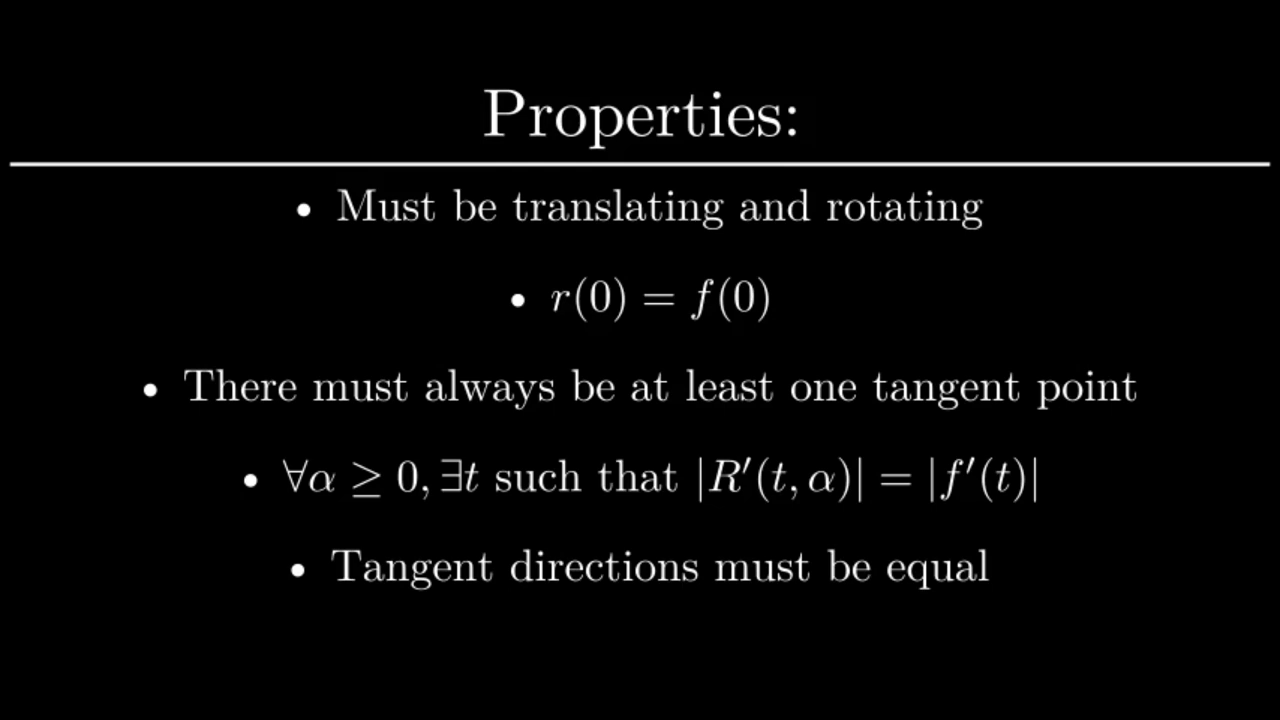 Properties:
• Must be translating and rotating
• r(0) = f(0)
• There must always be at least one tangent point
• ∀α ≥ 0, ∃t such that |R′(t, α)| = |f′(t)|
• Tangent directions must be equal